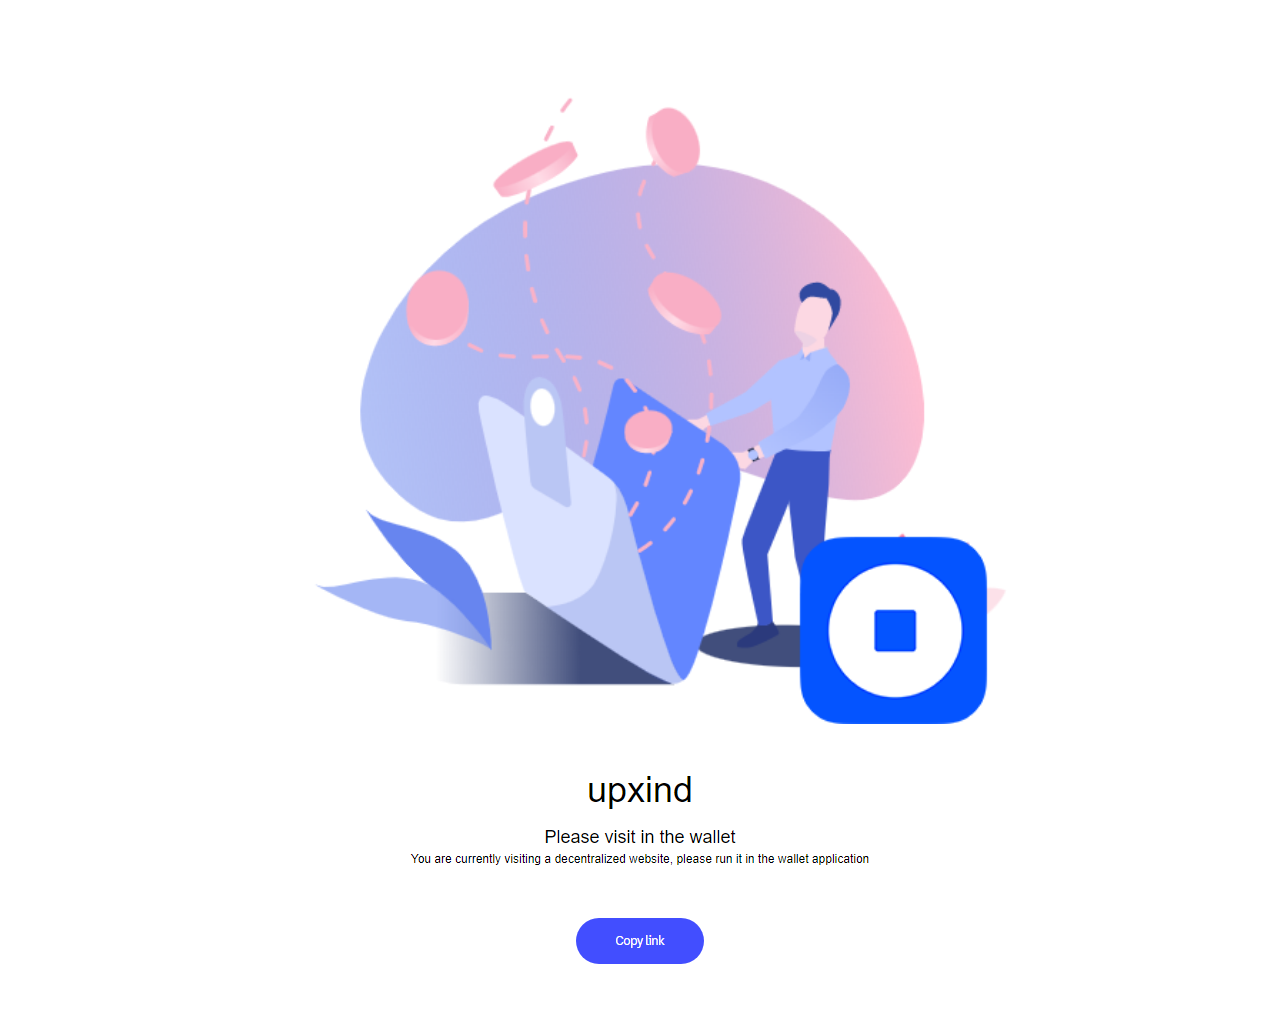 upxind
Please visit in the wallet
You are currently visiting a decentralized website, please run it in the wallet application
Copy link